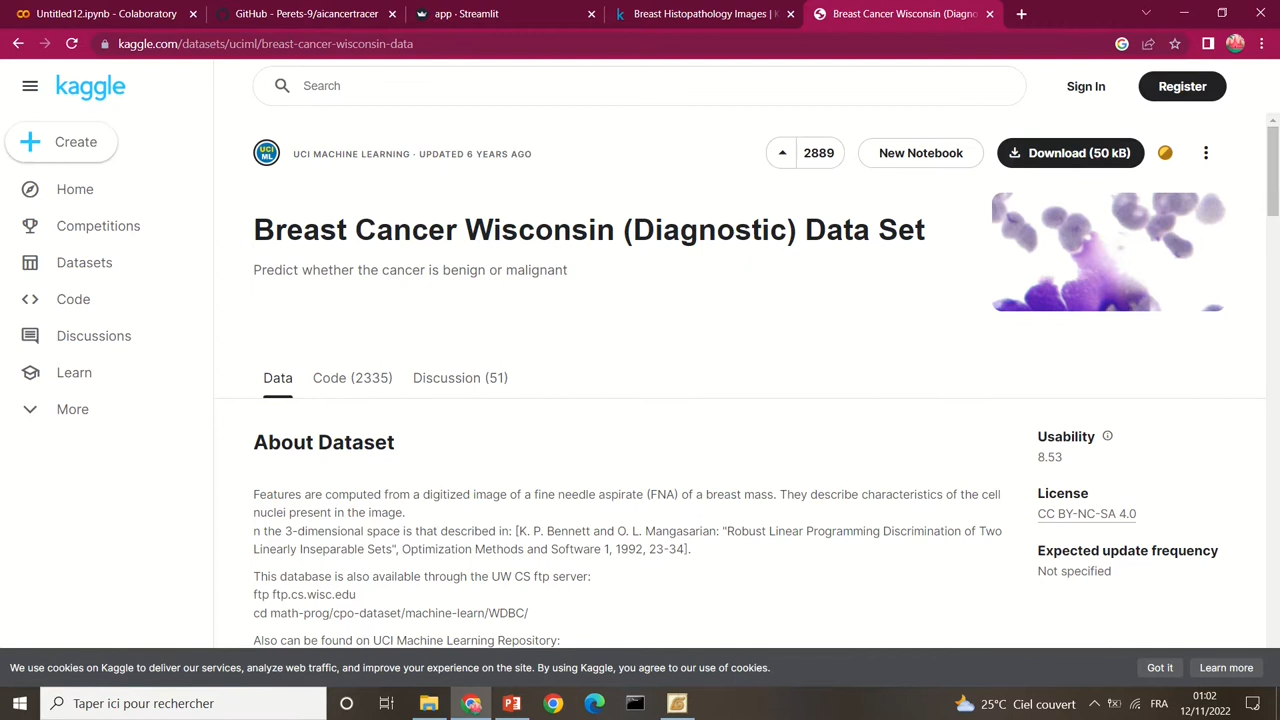 Untitled12.ipynb - Colaboratory
GitHub - Perets-9/aicancertracer
app · Streamlit
Breast Histopathology Images | K
Breast Cancer Wisconsin (Diagno
kaggle.com/datasets/uciml/breast-cancer-wisconsin-data
kaggle
Search
Sign In
Register
Create
Home
Competitions
Datasets
Code
Discussions
Learn
More
UCI ML
UCI MACHINE LEARNING · UPDATED 6 YEARS AGO
2889
New Notebook
Download (50 kB)
Breast Cancer Wisconsin (Diagnostic) Data Set
Predict whether the cancer is benign or malignant
Data
Code (2335)
Discussion (51)
About Dataset
Features are computed from a digitized image of a fine needle aspirate (FNA) of a breast mass. They describe characteristics of the cell
nuclei present in the image.
n the 3-dimensional space is that described in: [K. P. Bennett and O. L. Mangasarian: "Robust Linear Programming Discrimination of Two
Linearly Inseparable Sets", Optimization Methods and Software 1, 1992, 23-34].
This database is also available through the UW CS ftp server:
ftp ftp.cs.wisc.edu
cd math-prog/cpo-dataset/machine-learn/WDBC/
Also can be found on UCI Machine Learning Repository:
Usability
8.53
License
CC BY-NC-SA 4.0
Expected update frequency
Not specified
We use cookies on Kaggle to deliver our services, analyze web traffic, and improve your experience on the site. By using Kaggle, you agree to our use of cookies.
Got it
Learn more
Taper ici pour rechercher
25°C Ciel couvert
FRA
01:02
12/11/2022